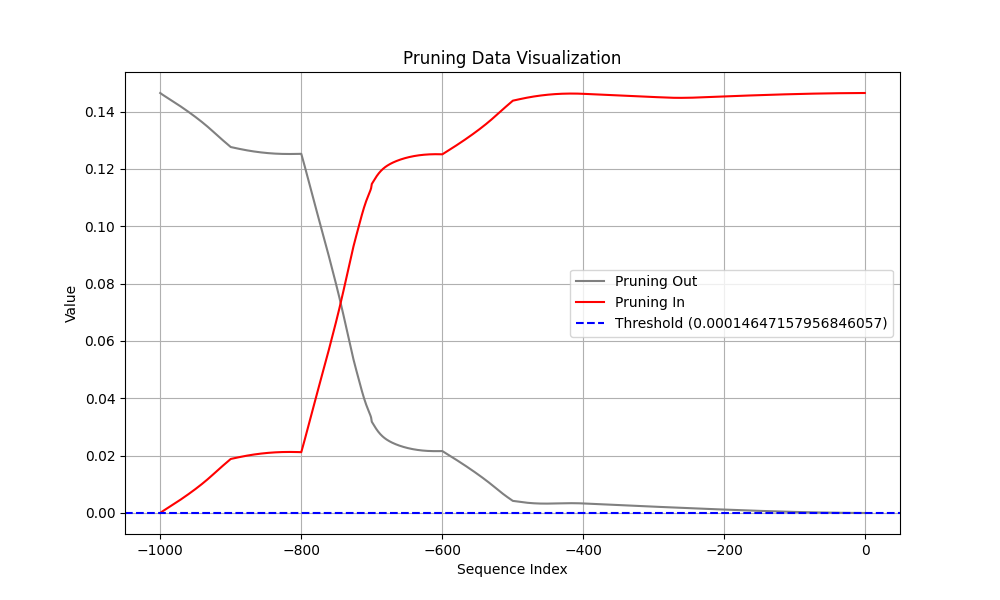 Pruning Data Visualization
Value
0.14
0.12
0.10
0.08
0.06
0.04
0.02
0.00
Pruning Out
Pruning In
Threshold (0.00014647157956846057)
−1000
−800
−600
−400
−200
0
Sequence Index